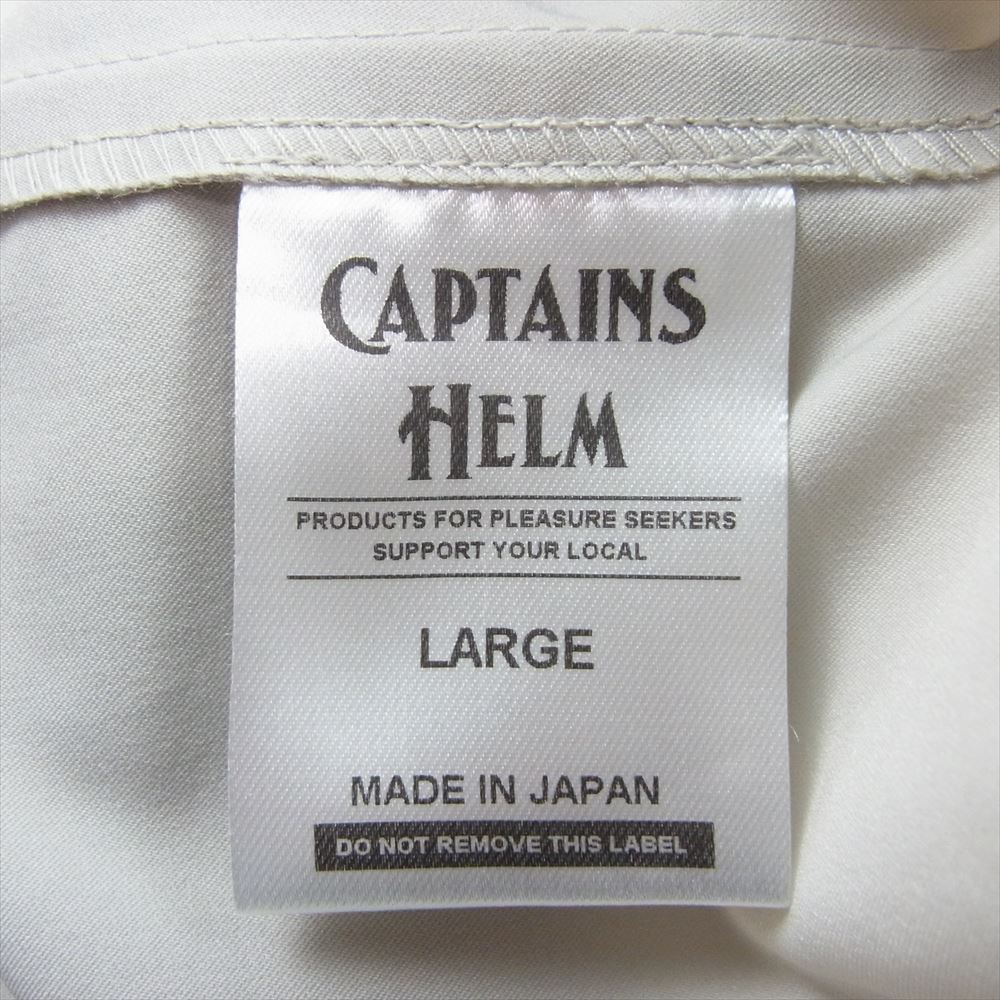 CAPTAINS
HELM
PRODUCTS FOR PLEASURE SEEKERS
SUPPORT YOUR LOCAL
LARGE
MADE IN JAPAN
DO NOT REMOVE THIS LABEL